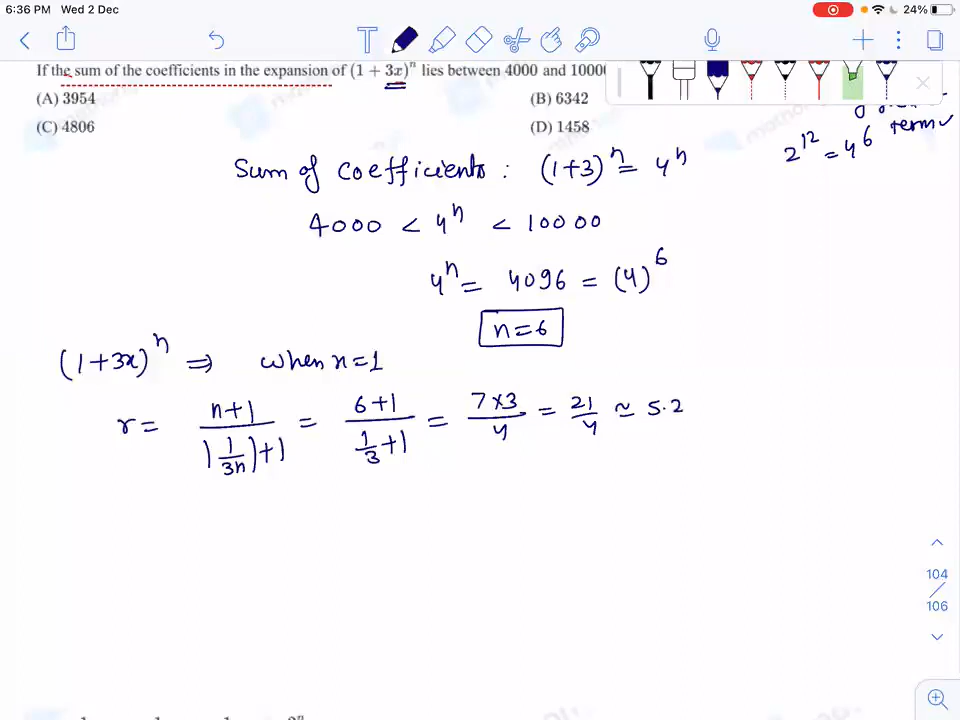 6:36 PM Wed 2 Dec 24%
If the sum of the coefficients in the expansion of (1 + 3x)^n lies between 4000 and 1000
(A) 3954 (B) 6342
(C) 4806 (D) 1458
term
2^12 = 4^6
Sum of Coefficients : (1+3)^n = 4^n
4000 < 4^n < 10000
4^n = 4096 = (4)^6
n=6
(1+3x)^n ⇒ when x=1
r = n+1 / |1/3x|+1 = 6+1 / 1/3+1 = 7×3/4 = 21/4 ≈ 5.2
104
/
106